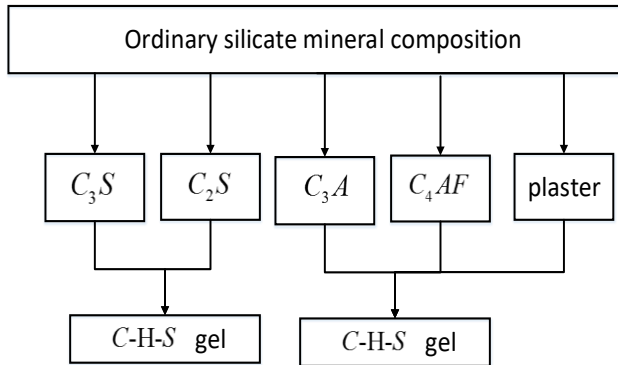 Ordinary silicate mineral composition
C₃S
C₂S
C₃A
C₄AF
plaster
C-H-S gel
C-H-S gel